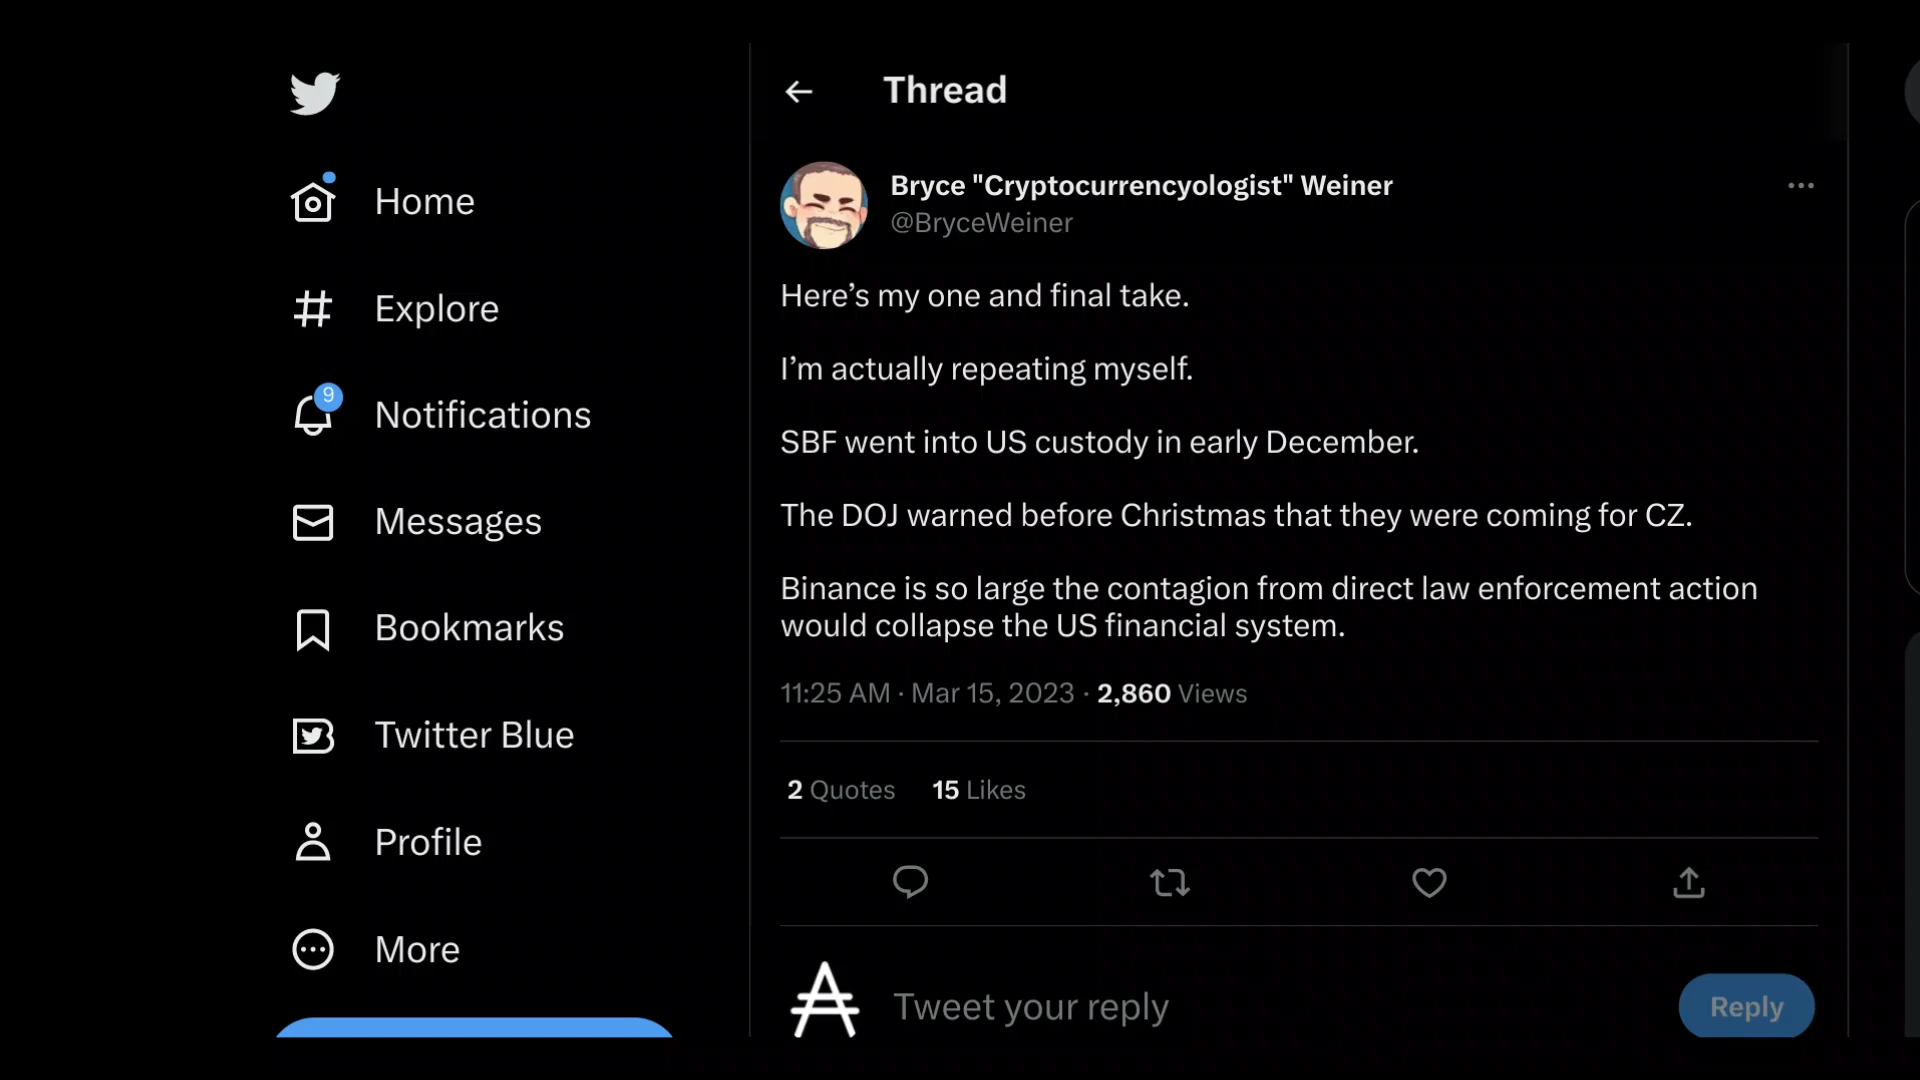 Thread
Home
Explore
9
Notifications
Messages
Bookmarks
Twitter Blue
Profile
More
Bryce "Cryptocurrencyologist" Weiner
@BryceWeiner
Here’s my one and final take.
I’m actually repeating myself.
SBF went into US custody in early December.
The DOJ warned before Christmas that they were coming for CZ.
Binance is so large the contagion from direct law enforcement action
would collapse the US financial system.
11:25 AM · Mar 15, 2023 · 2,860 Views
2 Quotes 15 Likes
Tweet your reply
Reply